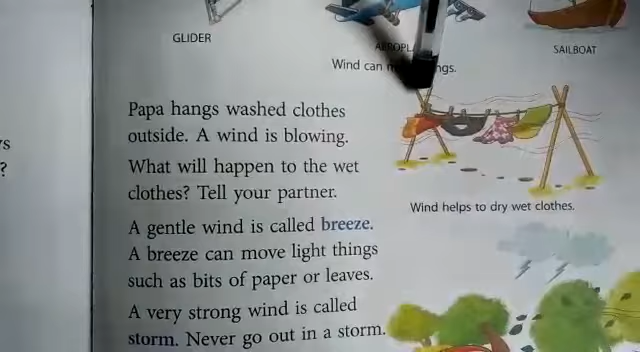 GLIDER
SAILBOAT
Wind can
Papa hangs washed clothes
outside. A wind is blowing.
What will happen to the wet
clothes? Tell your partner.
Wind helps to dry wet clothes.
A gentle wind is called breeze.
A breeze can move light things
such as bits of paper or leaves.
A very strong wind is called
storm. Never go out in a storm.